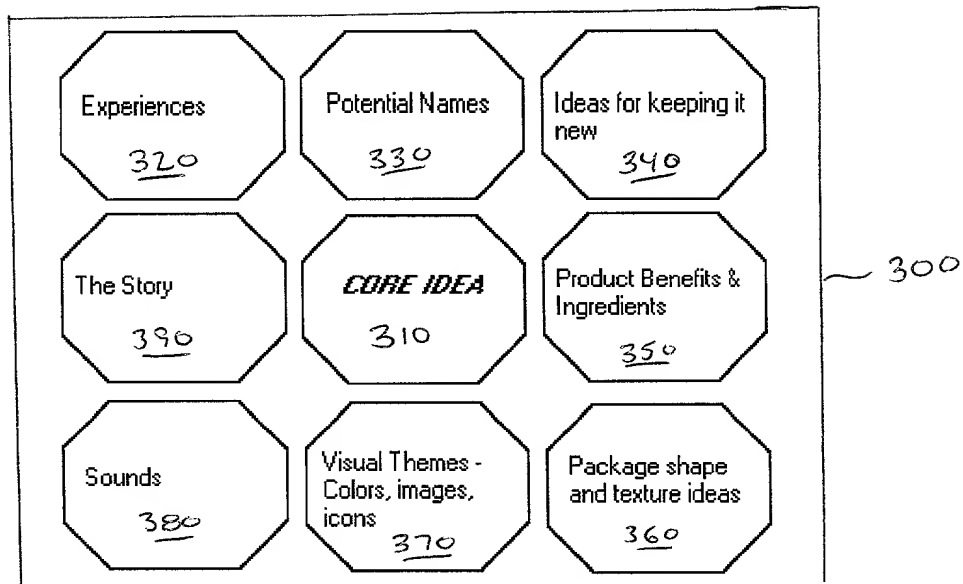 Experiences
320
Potential Names
330
Ideas for keeping it
new
340
The Story
390
CORE IDEA
310
Product Benefits &
Ingredients
350
300
Sounds
380
Visual Themes -
Colors, images,
icons
370
Package shape
and texture ideas
360